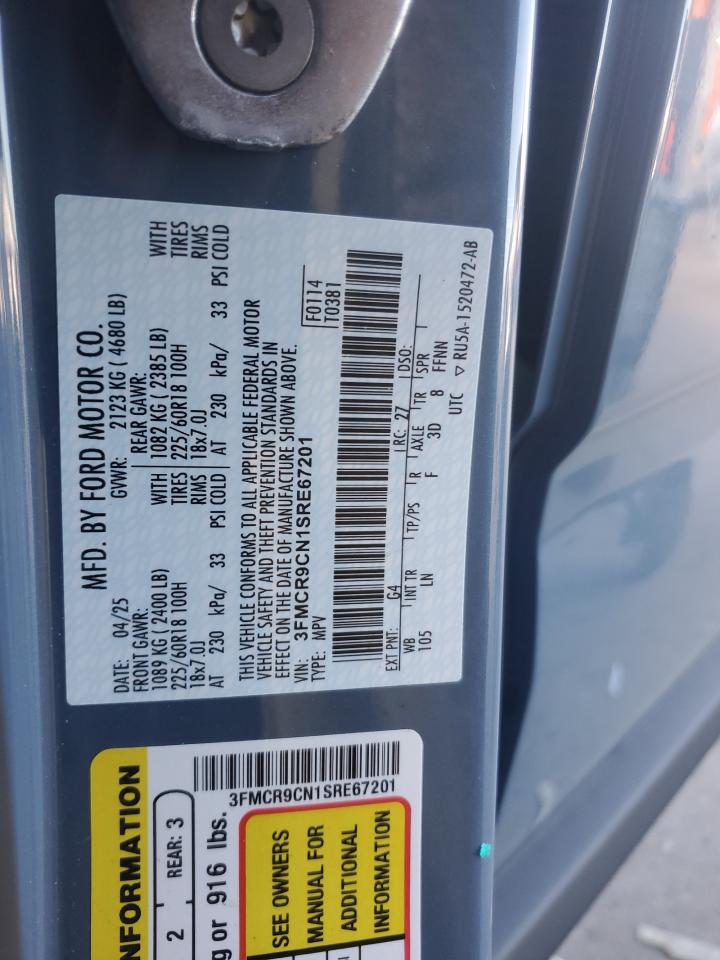 MFD. BY FORD MOTOR CO.
DATE: 04/25 GVWR: 2123 KG ( 4680 LB)
FRONT GAWR: REAR GAWR:
1089 KG ( 2400 LB) WITH 1082 KG ( 2385 LB) WITH
225/60R18 100H TIRES 225/60R18 100H TIRES
18x7.0J RIMS 18x7.0J RIMS
AT 230 kPa/ 33 PSI COLD AT 230 kPa/ 33 PSI COLD
THIS VEHICLE CONFORMS TO ALL APPLICABLE FEDERAL MOTOR
VEHICLE SAFETY AND THEFT PREVENTION STANDARDS IN
EFFECT ON THE DATE OF MANUFACTURE SHOWN ABOVE.
VIN: 3FMCR9CN1SRE67201
TYPE: MPV
F0114
T0381
EXT PNT: G4 RC: 27 DSO:
WB INT TR TP/PS R AXLE TR SPR
105 LN F 3D 8 FFNN
UTC ▽ RU5A-1520472-AB
NFORMATION
2 REAR: 3
g or 916 lbs.
3FMCR9CN1SRE67201
SEE OWNERS
MANUAL FOR
ADDITIONAL
INFORMATION